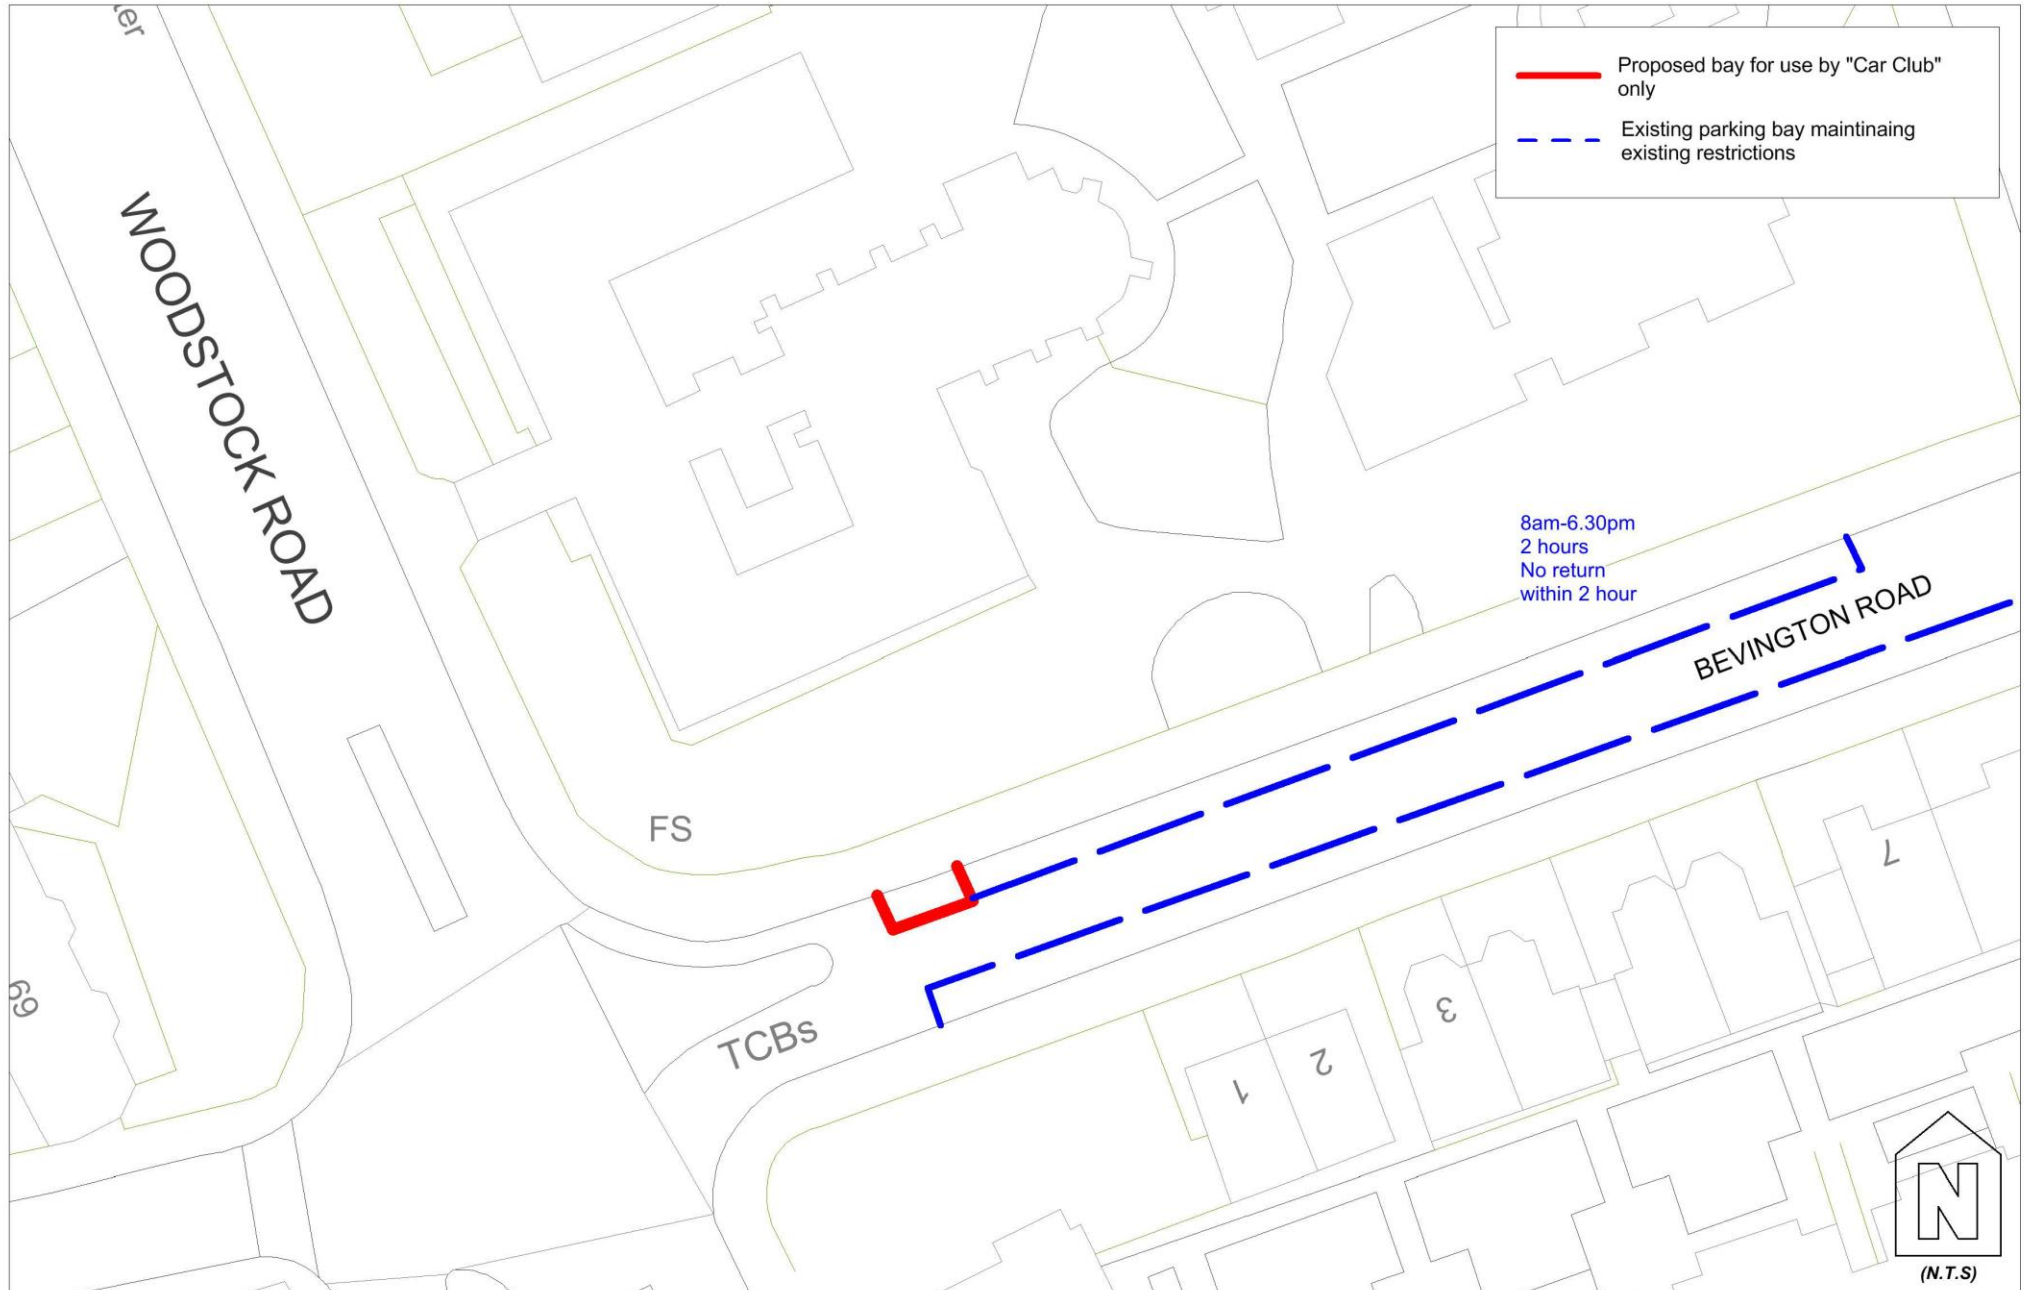 Proposed bay for use by "Car Club"
only
Existing parking bay maintinaing
existing restrictions
WOODSTOCK ROAD
8am-6.30pm
2 hours
No return
within 2 hour
BEVINGTON ROAD
FS
TCBs
69
1
2
3
7
N
(N.T.S)